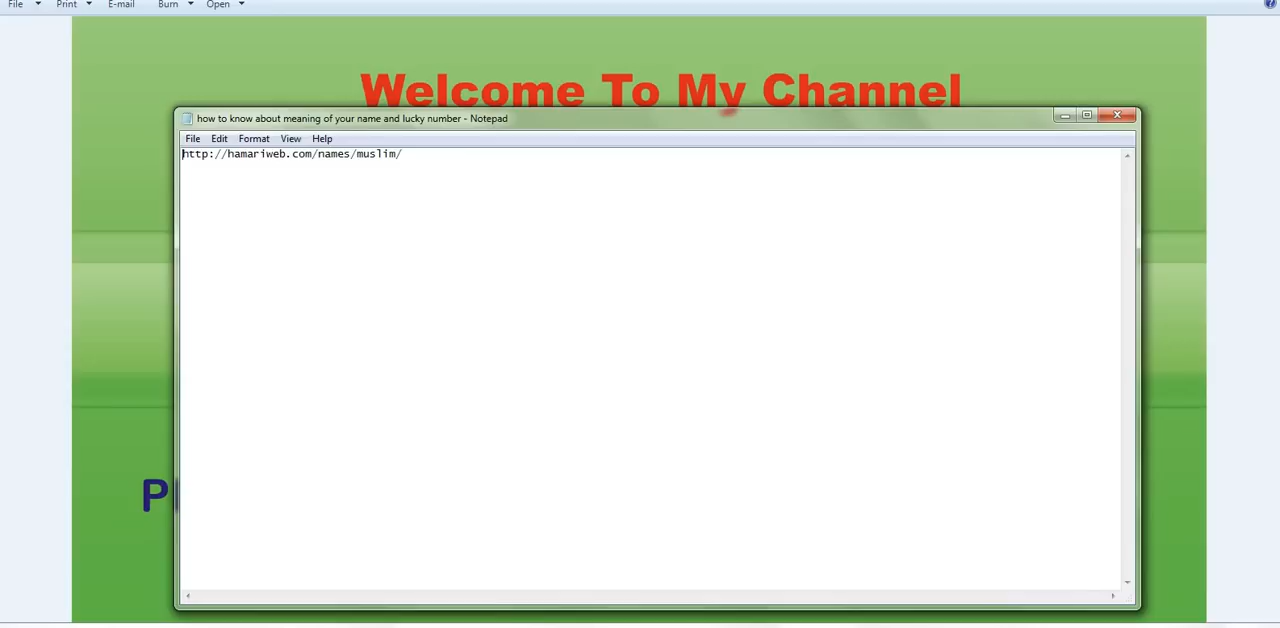 File Print E-mail Burn Open
Welcome To My Channel
how to know about meaning of your name and lucky number - Notepad
File Edit Format View Help
http://hamariweb.com/names/muslim/
P